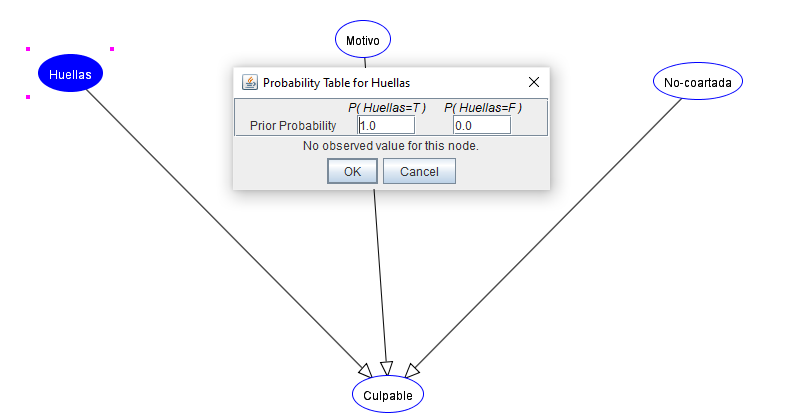 Motivo
Huellas
No-coartada
Probability Table for Huellas
P( Huellas=T ) P( Huellas=F )
Prior Probability 1.0 0.0
No observed value for this node.
OK Cancel
Culpable